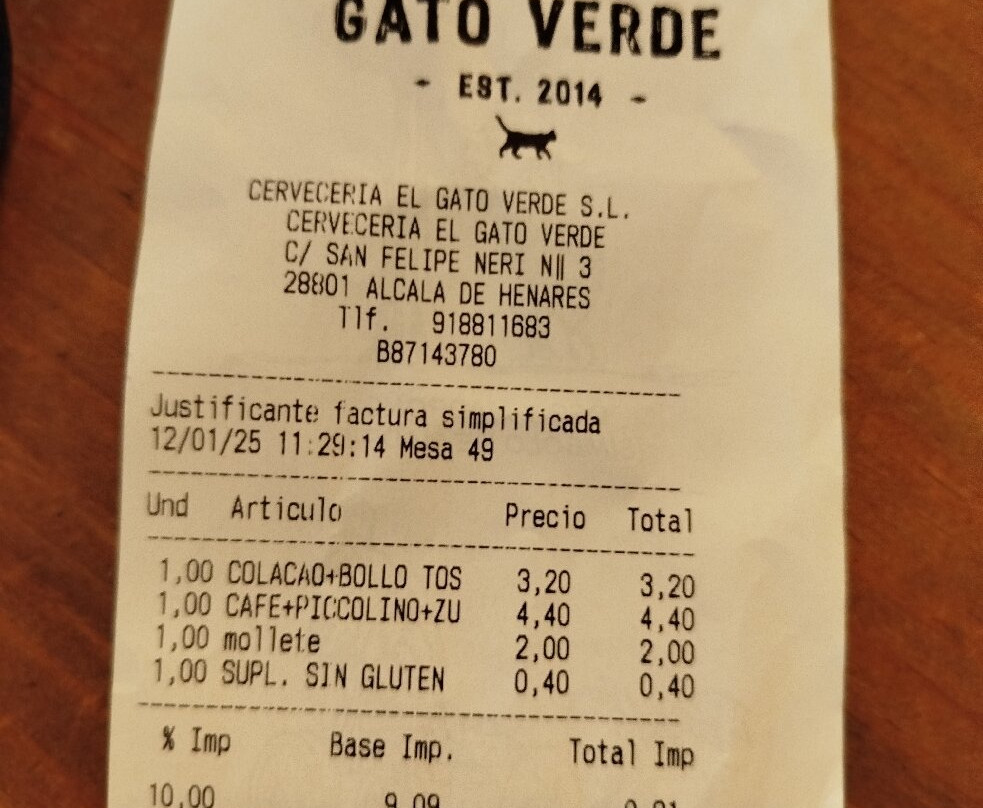 GATO VERDE
- EST. 2014 -
CERVECERIA EL GATO VERDE S.L.
CERVECERIA EL GATO VERDE
C/ SAN FELIPE NERI N║ 3
28801 ALCALA DE HENARES
Tlf. 918811683
B87143780
Justificante factura simplificada
12/01/25 11:29:14 Mesa 49
Und Articulo Precio Total
1,00 COLACAO+BOLLO TOS 3,20 3,20
1,00 CAFE+PICCOLINO+ZU 4,40 4,40
1,00 mollete 2,00 2,00
1,00 SUPL. SIN GLUTEN 0,40 0,40
% Imp Base Imp. Total Imp
10,00 9,09 0,91